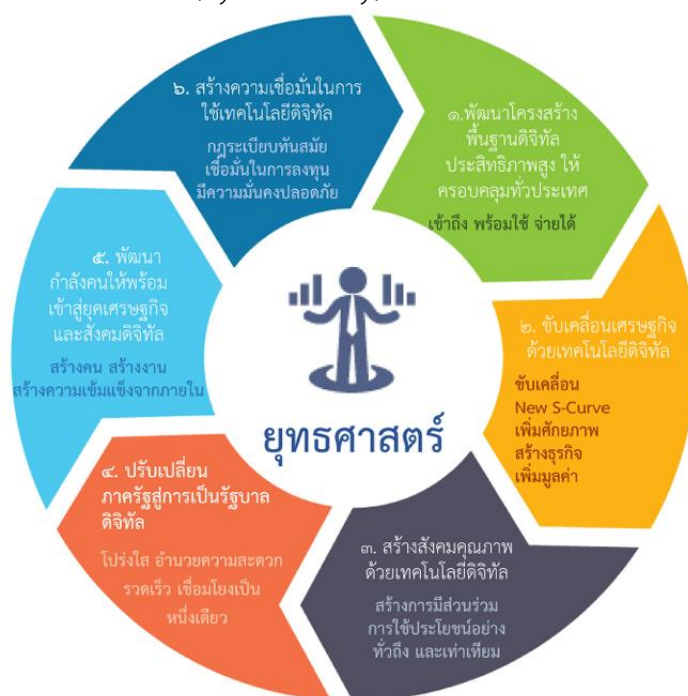 ๑.พัฒนาโครงสร้าง
พื้นฐานดิจิทัล
ประสิทธิภาพสูง ให้
ครอบคลุมทั่วประเทศ
เข้าถึง พร้อมใช้ จ่ายได้
๒. ขับเคลื่อนเศรษฐกิจ
ด้วยเทคโนโลยีดิจิทัล
ขับเคลื่อน
New S-Curve
เพิ่มศักยภาพ
สร้างธุรกิจ
เพิ่มมูลค่า
๓. สร้างสังคมคุณภาพ
ด้วยเทคโนโลยีดิจิทัล
สร้างการมีส่วนร่วม
การใช้ประโยชน์อย่าง
ทั่วถึง และเท่าเทียม
๔. ปรับเปลี่ยน
ภาครัฐสู่การเป็นรัฐบาล
ดิจิทัล
โปร่งใส อำนวยความสะดวก
รวดเร็ว เชื่อมโยงเป็น
หนึ่งเดียว
๕. พัฒนา
กำลังคนให้พร้อม
เข้าสู่ยุคเศรษฐกิจ
และสังคมดิจิทัล
สร้างคน สร้างงาน
สร้างความเข้มแข็งจากภายใน
๖. สร้างความเชื่อมั่นในการ
ใช้เทคโนโลยีดิจิทัล
กฎระเบียบทันสมัย
เชื่อมั่นในการลงทุน
มีความมั่นคงปลอดภัย
ยุทธศาสตร์